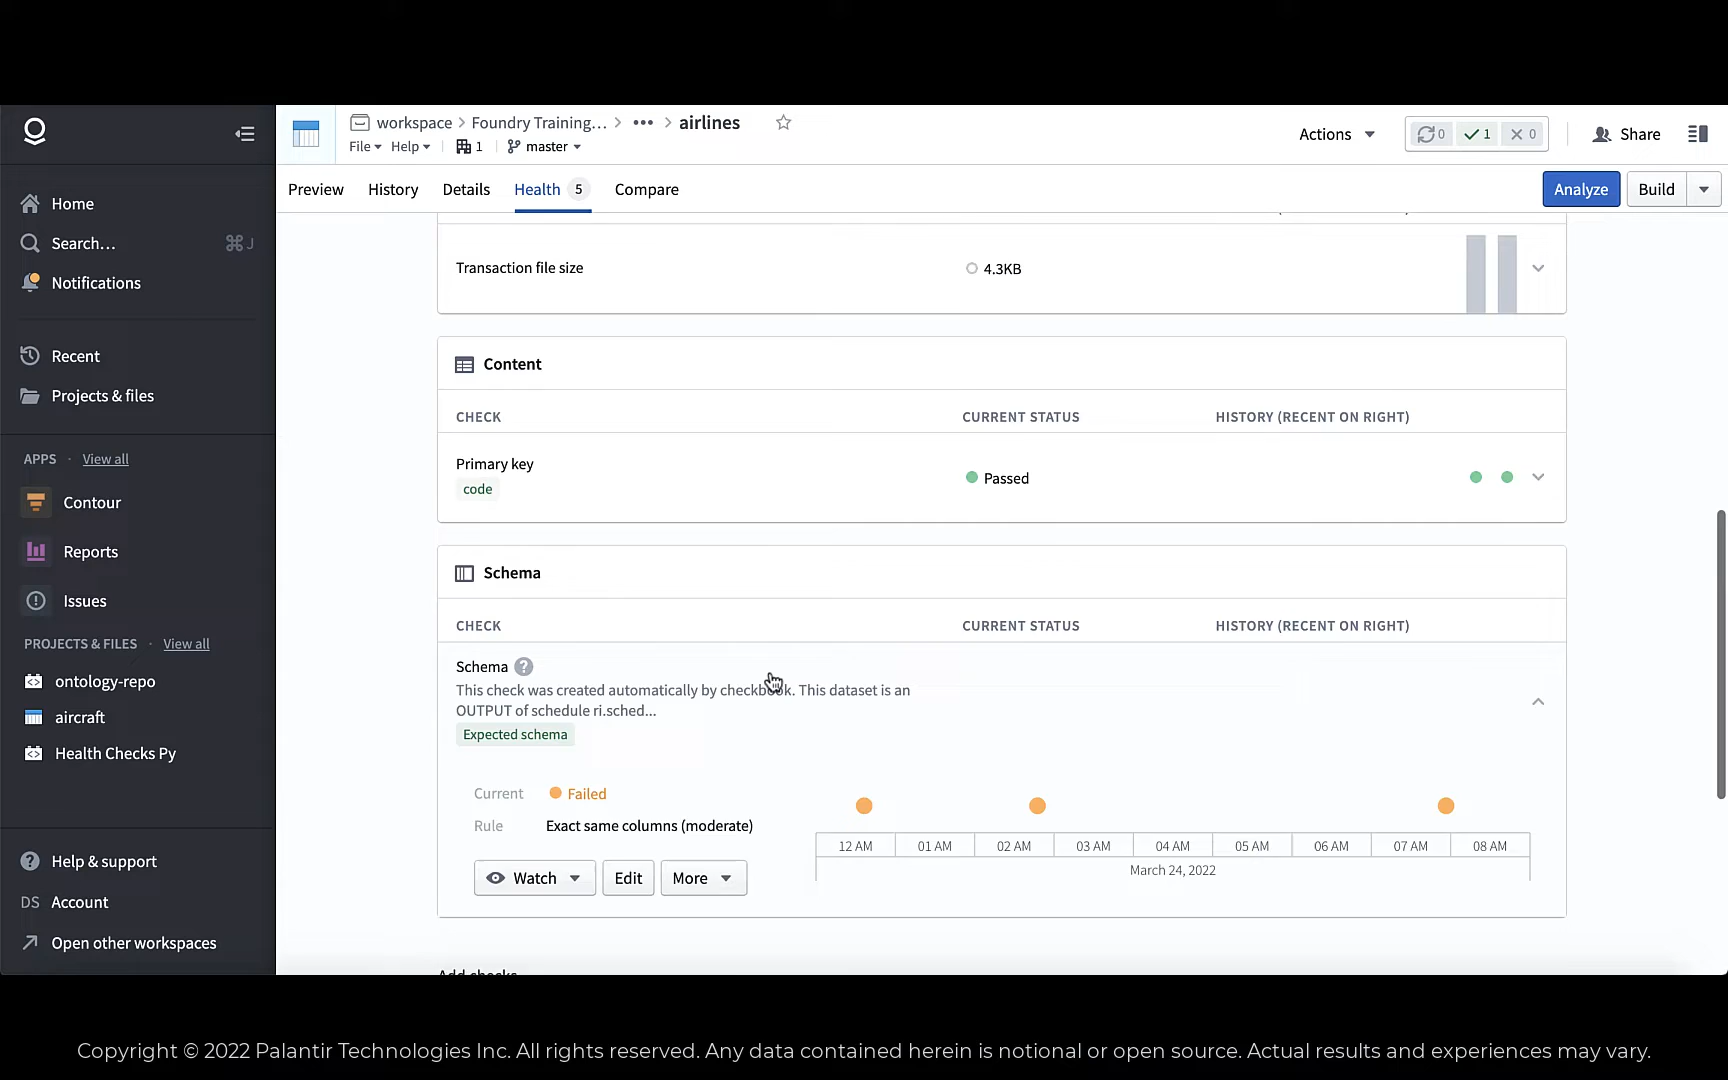 workspace > Foundry Training... > ••• > airlines
File Help 1 master
Actions 0 1 0 Share
Preview History Details Health 5 Compare
Analyze Build
Home
Search... ⌘ J
Notifications
Recent
Projects & files
APPS · View all
Contour
Reports
Issues
PROJECTS & FILES · View all
ontology-repo
aircraft
Health Checks Py
Help & support
DS Account
Open other workspaces
Transaction file size 4.3KB
Content
CHECK CURRENT STATUS HISTORY (RECENT ON RIGHT)
Primary key
code
Passed
Schema
CHECK CURRENT STATUS HISTORY (RECENT ON RIGHT)
Schema ?
This check was created automatically by checkbook. This dataset is an
OUTPUT of schedule ri.sched...
Expected schema
Current Failed
Rule Exact same columns (moderate)
Watch Edit More
12 AM 01 AM 02 AM 03 AM 04 AM 05 AM 06 AM 07 AM 08 AM
March 24, 2022
Add checks
Copyright © 2022 Palantir Technologies Inc. All rights reserved. Any data contained herein is notional or open source. Actual results and experiences may vary.